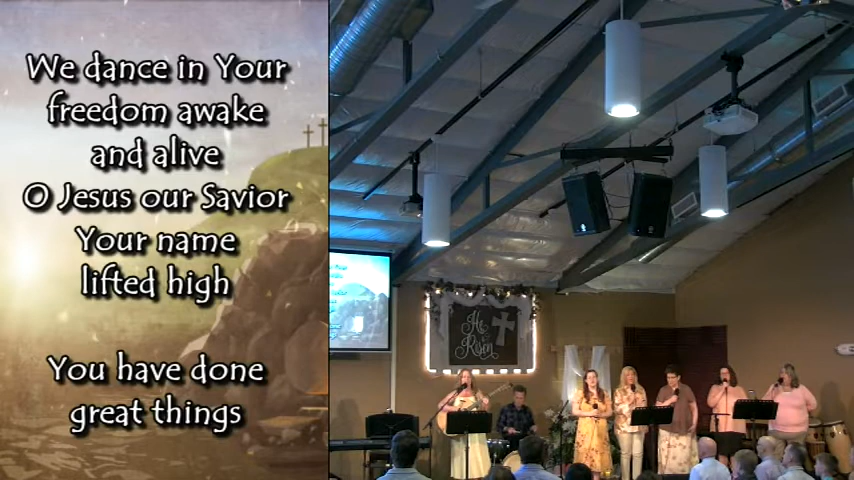 We dance in Your
freedom awake
and alive
O Jesus our Savior
Your name
lifted high
You have done
great things
He is
Risen